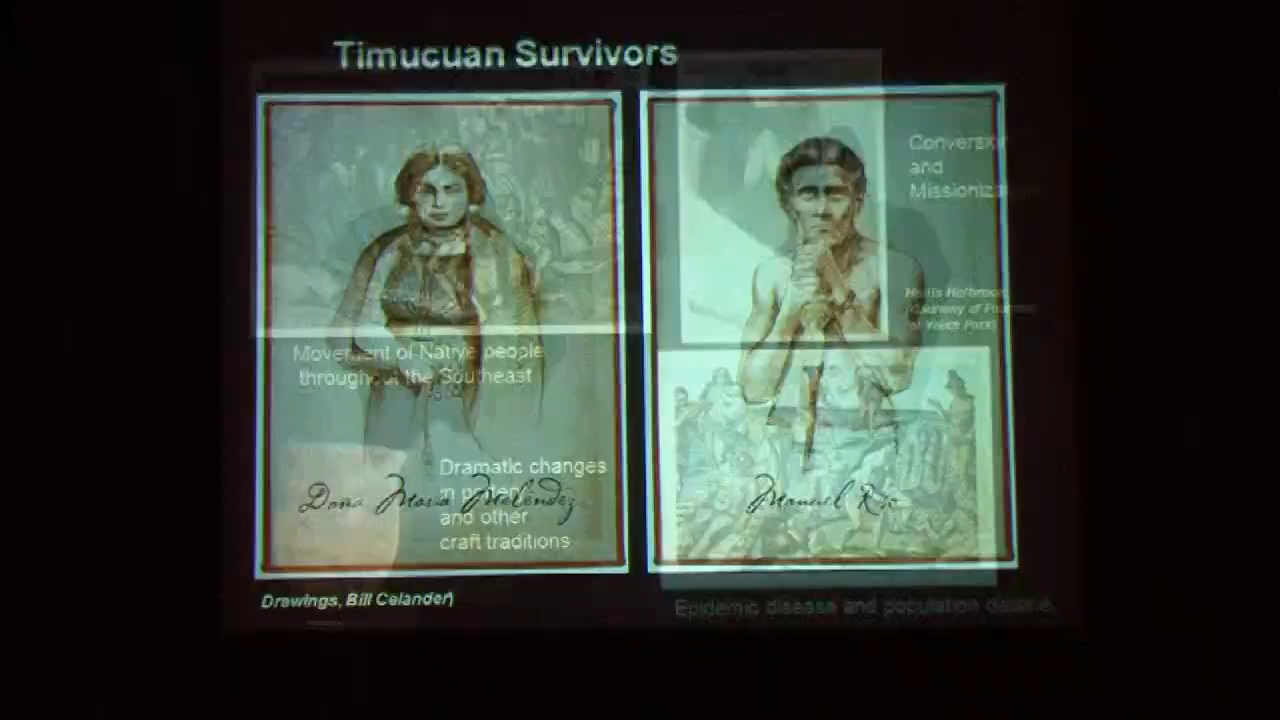 Timucuan Survivors
Conversion
and
Movement of Native people
throughout the Southeast
Dramatic changes
in
and other
craft traditions
Doña Maria Meléndez
Manuel
Drawings, Bill Celander)
Epidemic disease and population decline